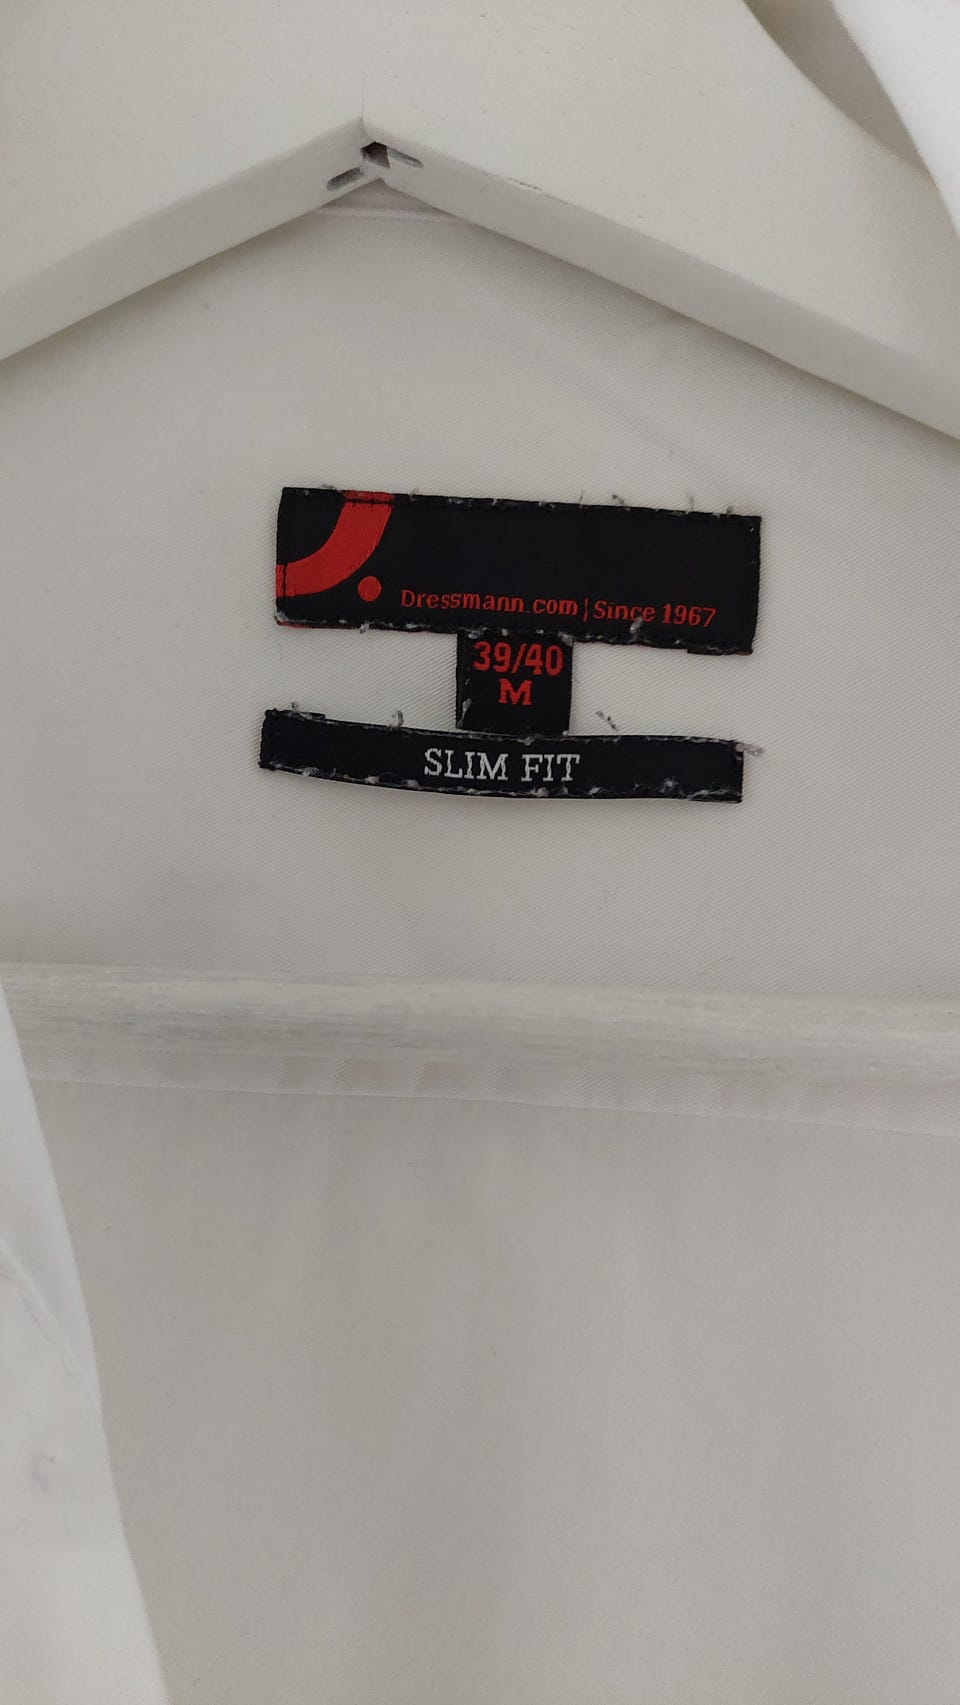 Dressmann.com | Since 1967
39/40
M
SLIM FIT